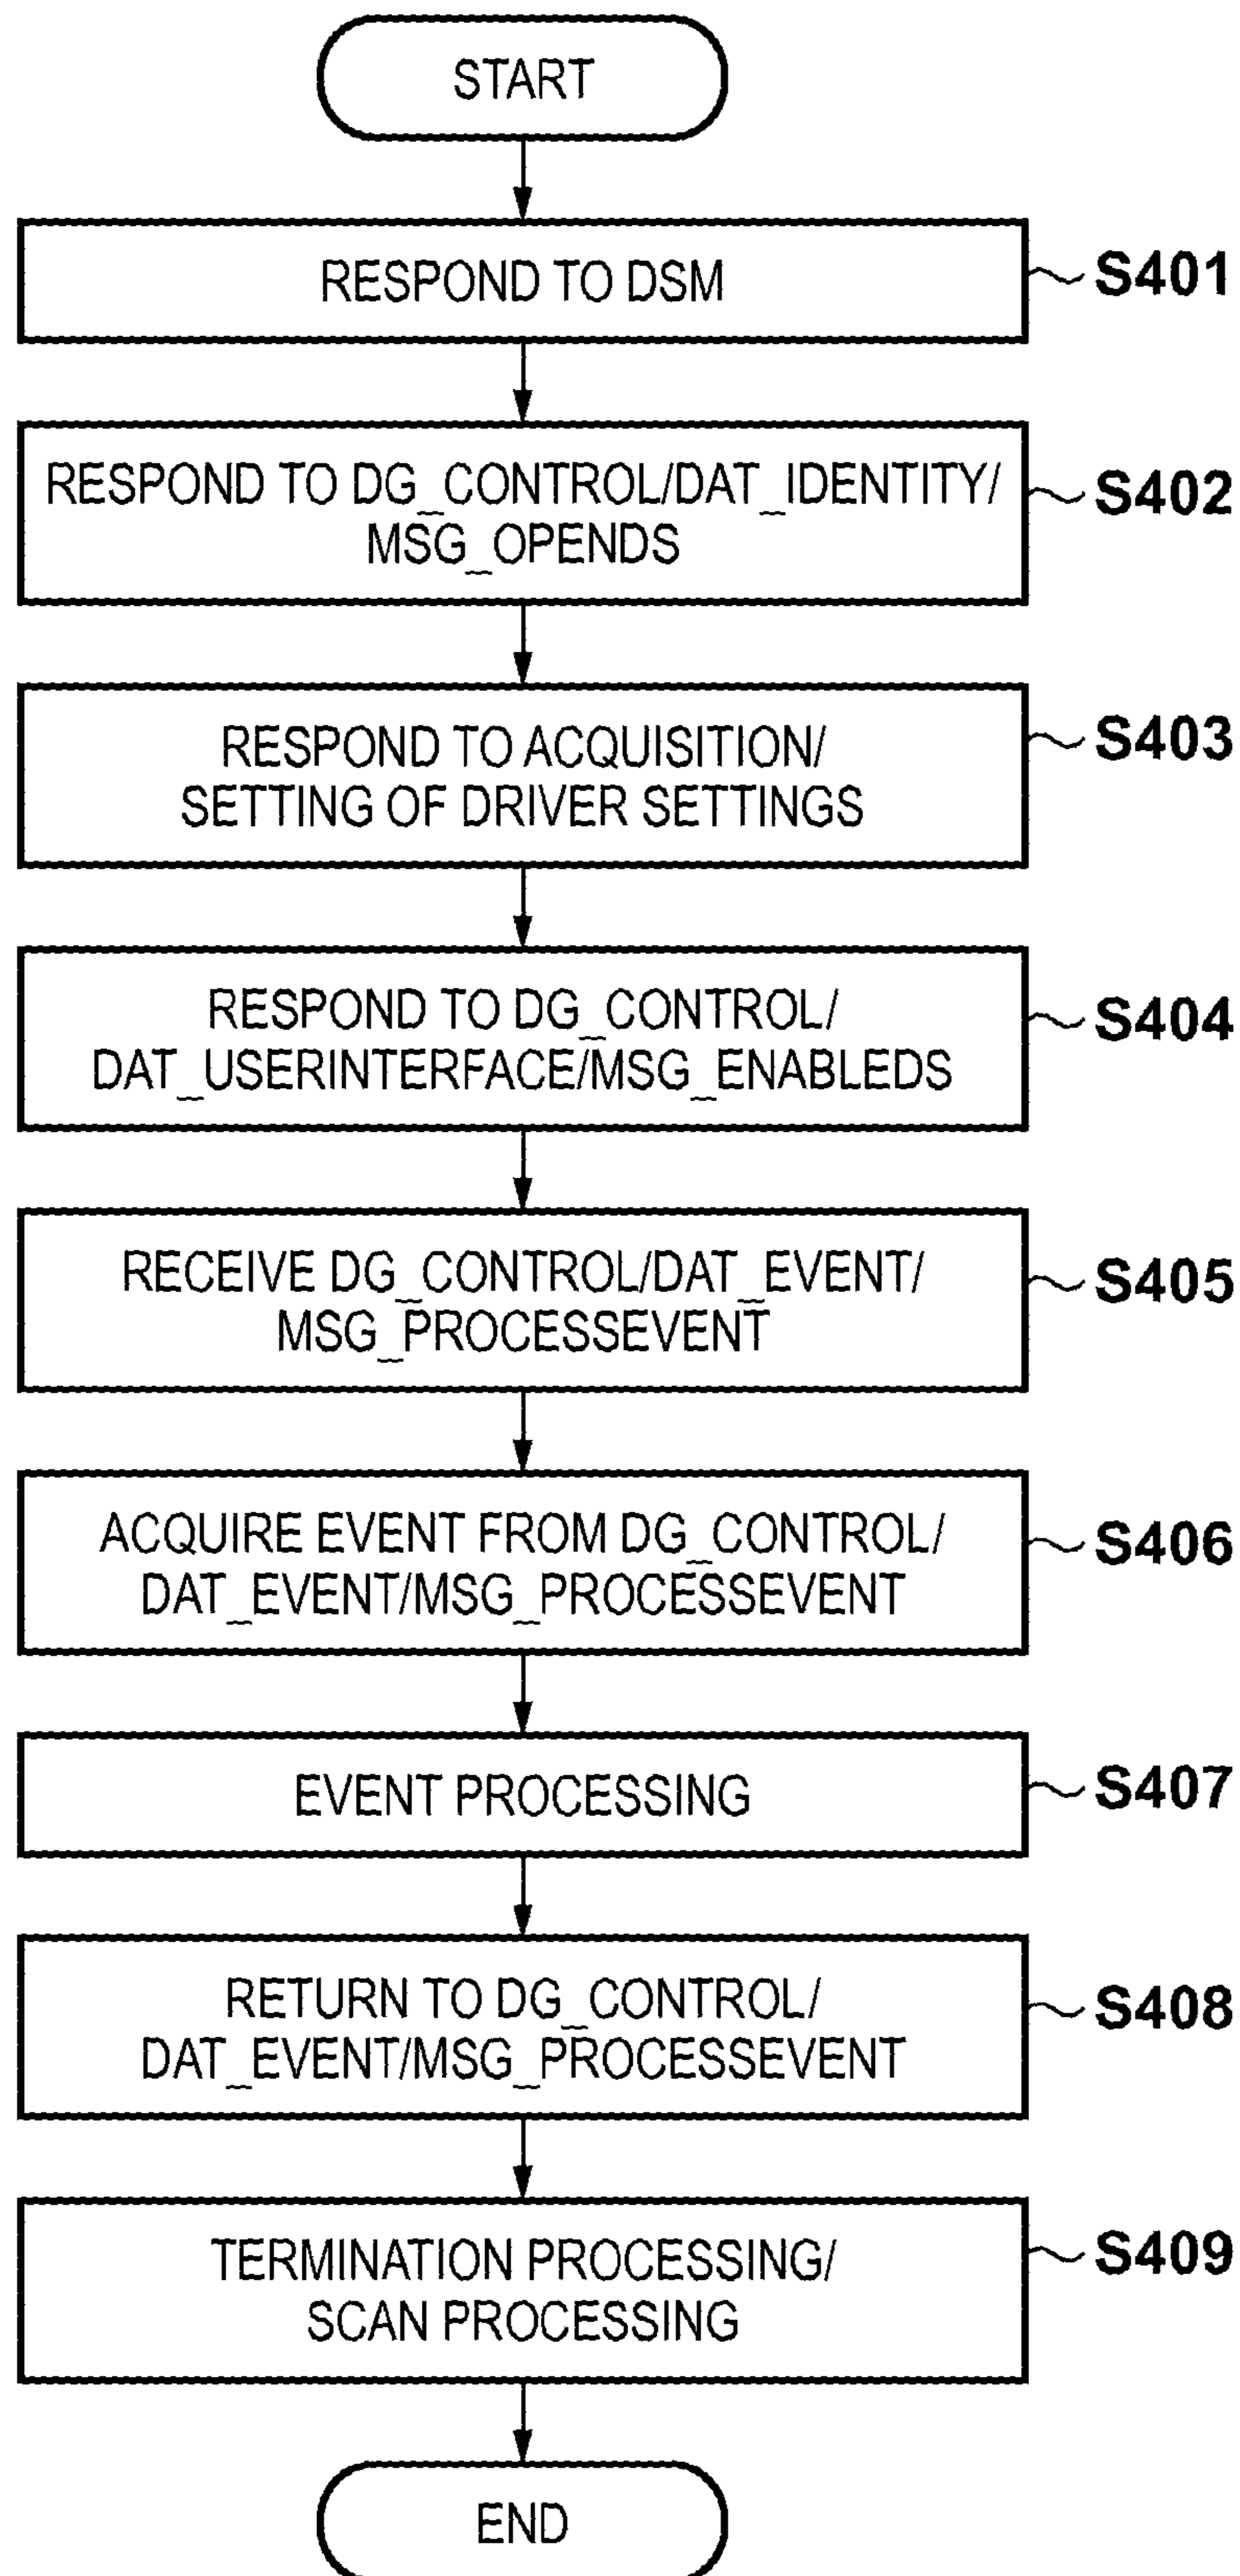 START
RESPOND TO DSM
S401
RESPOND TO DG_CONTROL/DAT_IDENTITY/
MSG_OPENDS
S402
RESPOND TO ACQUISITION/
SETTING OF DRIVER SETTINGS
S403
RESPOND TO DG_CONTROL/
DAT_USERINTERFACE/MSG_ENABLEDS
S404
RECEIVE DG_CONTROL/DAT_EVENT/
MSG_PROCESSEVENT
S405
ACQUIRE EVENT FROM DG_CONTROL/
DAT_EVENT/MSG_PROCESSEVENT
S406
EVENT PROCESSING
S407
RETURN TO DG_CONTROL/
DAT_EVENT/MSG_PROCESSEVENT
S408
TERMINATION PROCESSING/
SCAN PROCESSING
S409
END